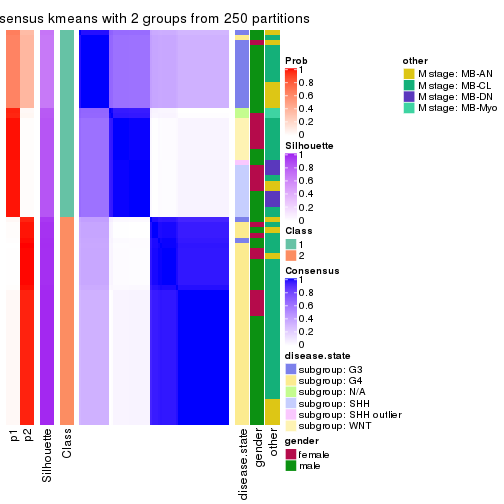 sensus kmeans with 2 groups from 250 partitions
Prob
1
0.8
0.6
0.4
0.2
0
Silhouette
1
0.8
0.6
0.4
0.2
0
Class
1
2
Consensus
1
0.8
0.6
0.4
0.2
0
disease.state
subgroup: G3
subgroup: G4
subgroup: N/A
subgroup: SHH
subgroup: SHH outlier
subgroup: WNT
gender
female
male
other
M stage: MB-AN
M stage: MB-CL
M stage: MB-DN
M stage: MB-Myo
p1
p2
Silhouette
Class
disease.state
gender
other